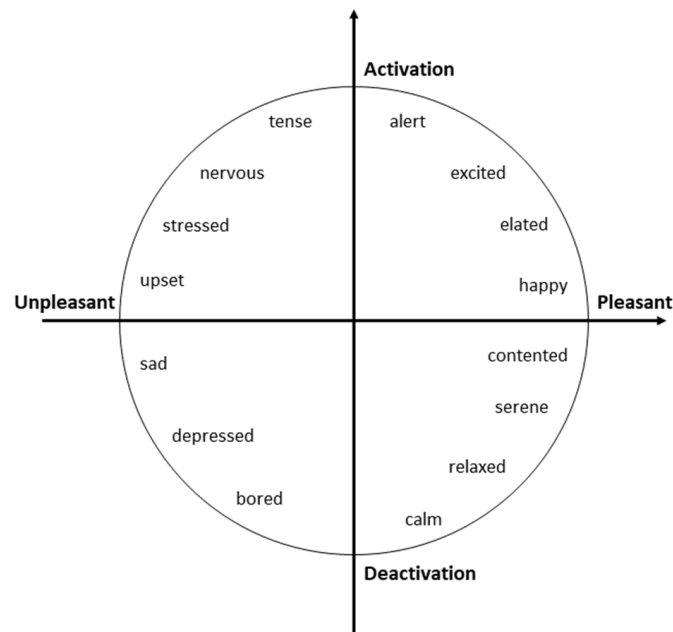 Activation
tense
alert
nervous
excited
stressed
elated
upset
happy
Unpleasant
Pleasant
contented
sad
serene
depressed
relaxed
bored
calm
Deactivation